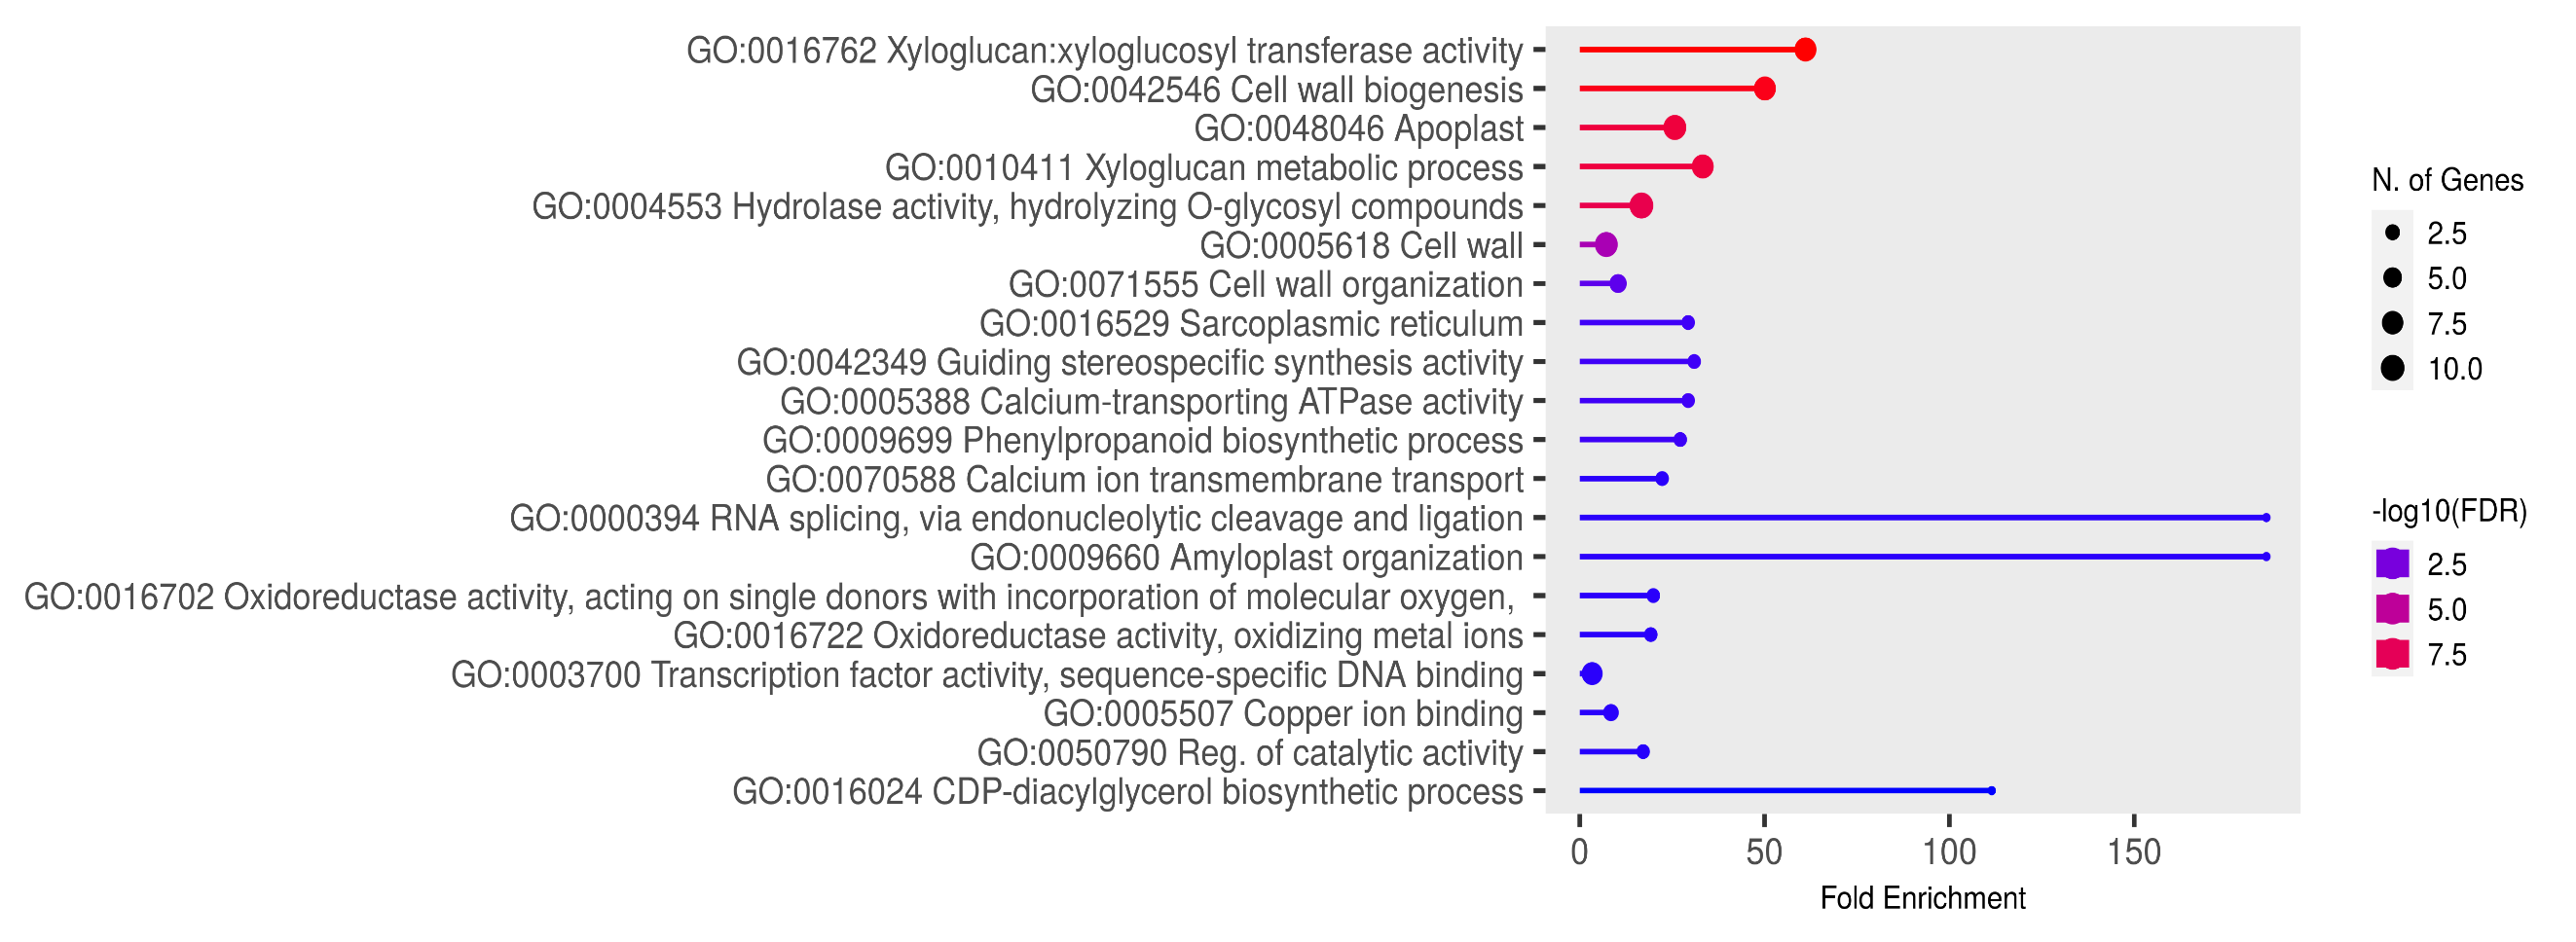 GO:0016762 Xyloglucan:xyloglucosyl transferase activity
GO:0042546 Cell wall biogenesis
GO:0048046 Apoplast
GO:0010411 Xyloglucan metabolic process
GO:0004553 Hydrolase activity, hydrolyzing O-glycosyl compounds
GO:0005618 Cell wall
GO:0071555 Cell wall organization
GO:0016529 Sarcoplasmic reticulum
GO:0042349 Guiding stereospecific synthesis activity
GO:0005388 Calcium-transporting ATPase activity
GO:0009699 Phenylpropanoid biosynthetic process
GO:0070588 Calcium ion transmembrane transport
GO:0000394 RNA splicing, via endonucleolytic cleavage and ligation
GO:0009660 Amyloplast organization
GO:0016702 Oxidoreductase activity, acting on single donors with incorporation of molecular oxygen,
GO:0016722 Oxidoreductase activity, oxidizing metal ions
GO:0003700 Transcription factor activity, sequence-specific DNA binding
GO:0005507 Copper ion binding
GO:0050790 Reg. of catalytic activity
GO:0016024 CDP-diacylglycerol biosynthetic process
0 50 100 150
Fold Enrichment
N. of Genes
2.5
5.0
7.5
10.0
-log10(FDR)
2.5
5.0
7.5